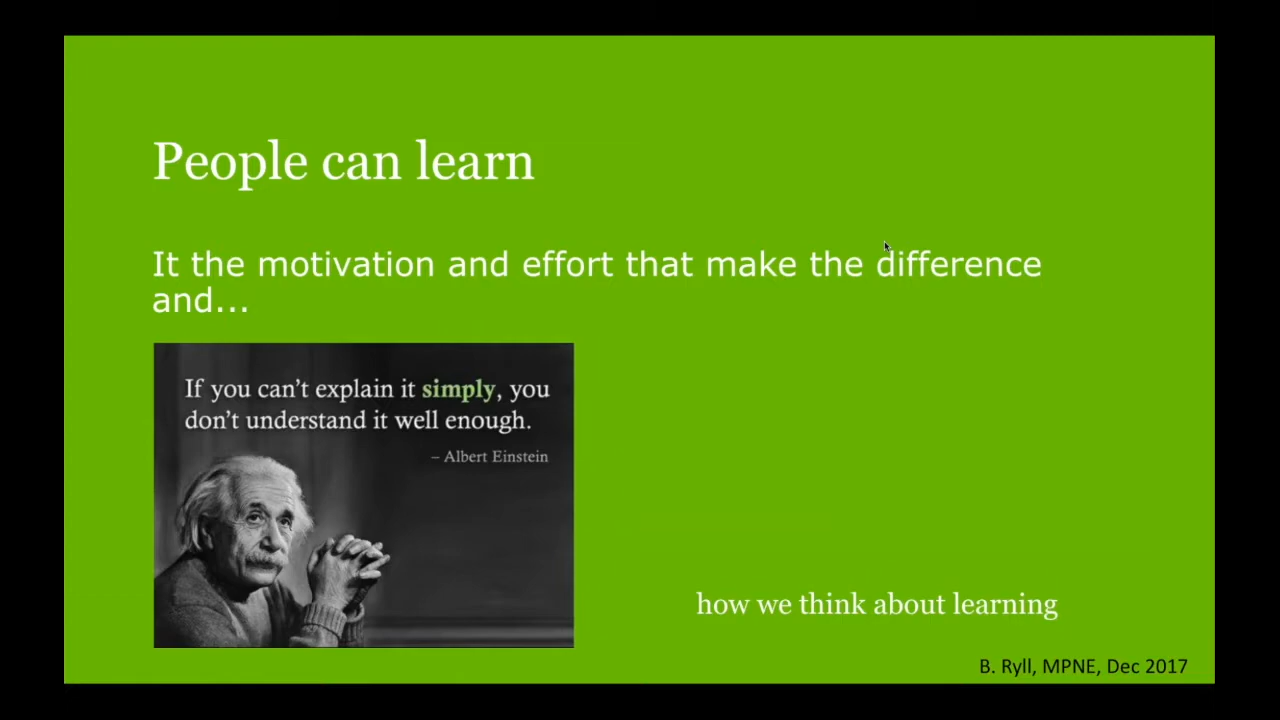 People can learn
It the motivation and effort that make the difference
and...
If you can't explain it simply, you
don't understand it well enough.
– Albert Einstein
how we think about learning
B. Ryll, MPNE, Dec 2017